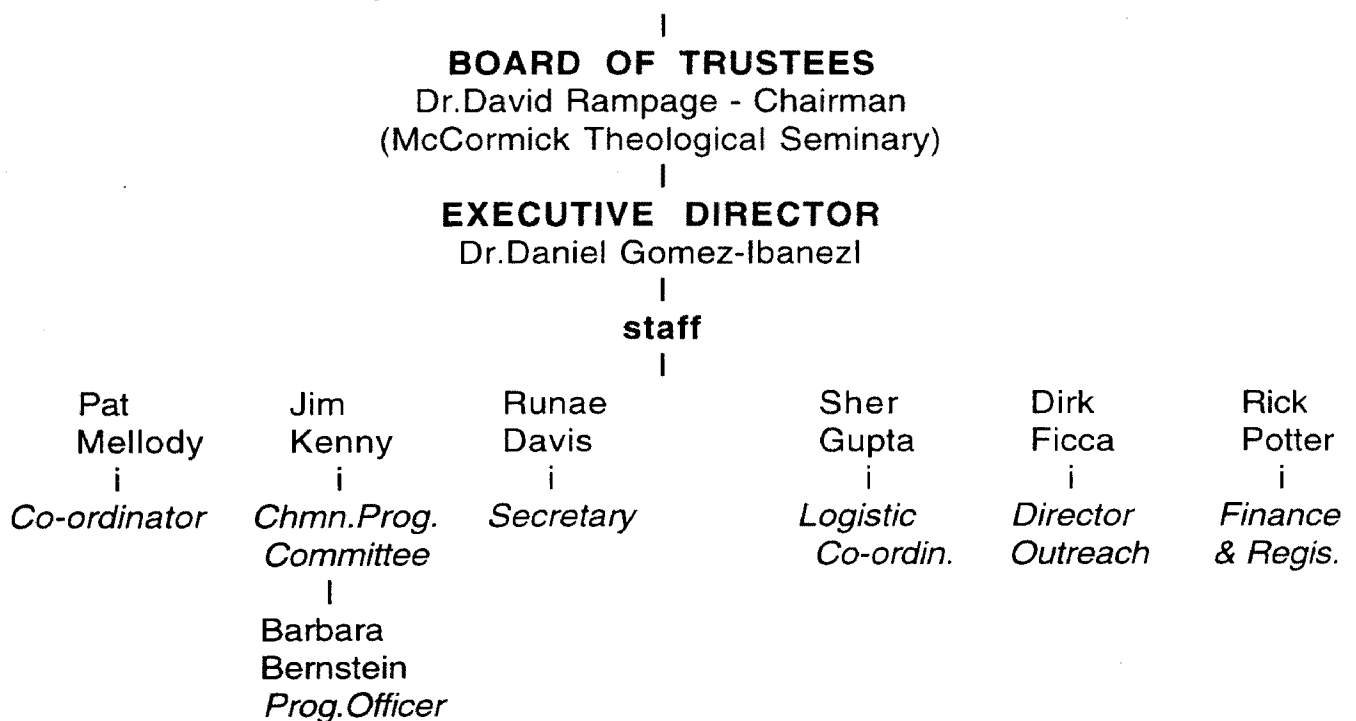 BOARD OF TRUSTEES
Dr.David Rampage - Chairman
(McCormick Theological Seminary)
EXECUTIVE DIRECTOR
Dr.Daniel Gomez-Ibanezl
staff
Pat Jim Runae Sher Dirk Rick
Mellody Kenny Davis Gupta Ficca Potter
i i i i i i
Co-ordinator Chmn.Prog. Secretary Logistic Director Finance
Committee Co-ordin. Outreach & Regis.
Barbara
Bernstein
Prog.Officer